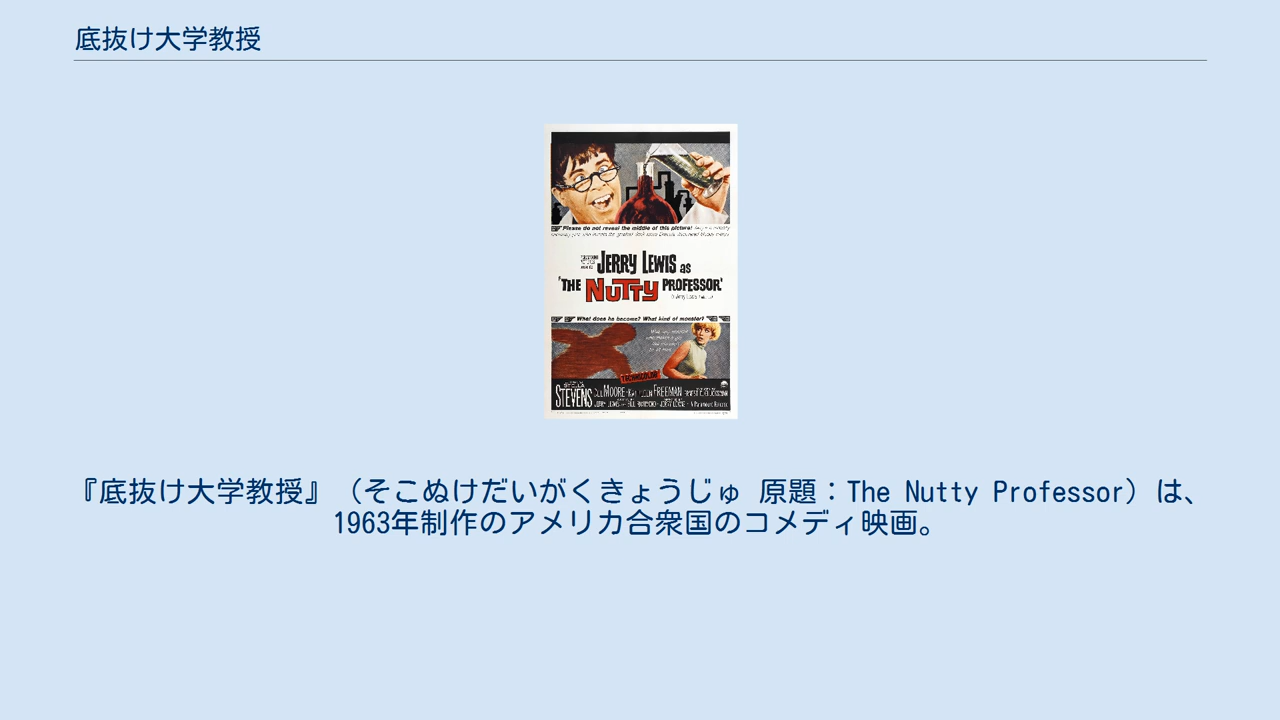 底抜け大学教授
Please do not reveal the middle of this picture!
JERRY LEWIS as
"THE NUTTY PROFESSOR"
What does he become? What kind of monster?
TECHNICOLOR
STELLA STEVENS
MOORE
FREEMAN
『底抜け大学教授』（そこぬけだいがくきょうじゅ 原題：The Nutty Professor）は、
1963年制作のアメリカ合衆国のコメディ映画。